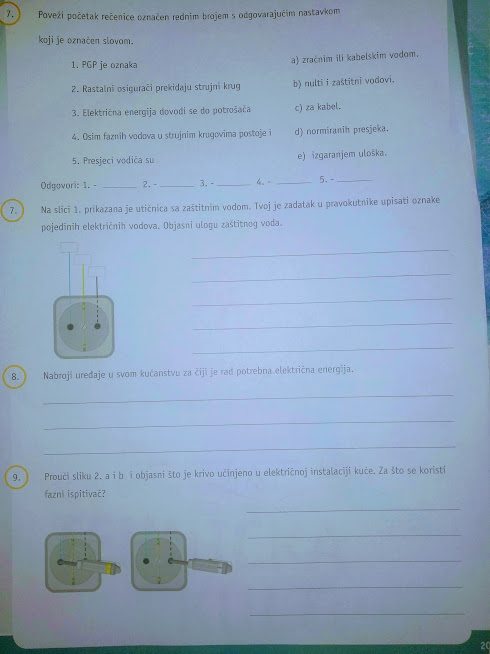 7. Poveži početak rečenice označen rednim brojem s odgovarajućim nastavkom
koji je označen slovom.
1. PGP je oznaka
a) zračnim ili kabelskim vodom.
2. Rastalni osigurači prekidaju strujni krug
b) nulti i zaštitni vodovi.
3. Električna energija dovodi se do potrošača
c) za kabel.
4. Osim faznih vodova u strujnim krugovima postoje i
d) normiranih presjeka.
5. Presjeci vodiča su
e) izgaranjem uloška.
Odgovori: 1. - ______ 2. - ______ 3. - ______ 4. - ______ 5. - ______
7. Na slici 1. prikazana je utičnica sa zaštitnim vodom. Tvoj je zadatak u pravokutnike upisati oznake
pojedinih električnih vodova. Objasni ulogu zaštitnog voda.
8. Nabroji uređaje u svom kućanstvu za čiji je rad potrebna električna energija.
9. Prouči sliku 2. a i b i objasni što je krivo učinjeno u električnoj instalaciji kuće. Za što se koristi
fazni ispitivač?